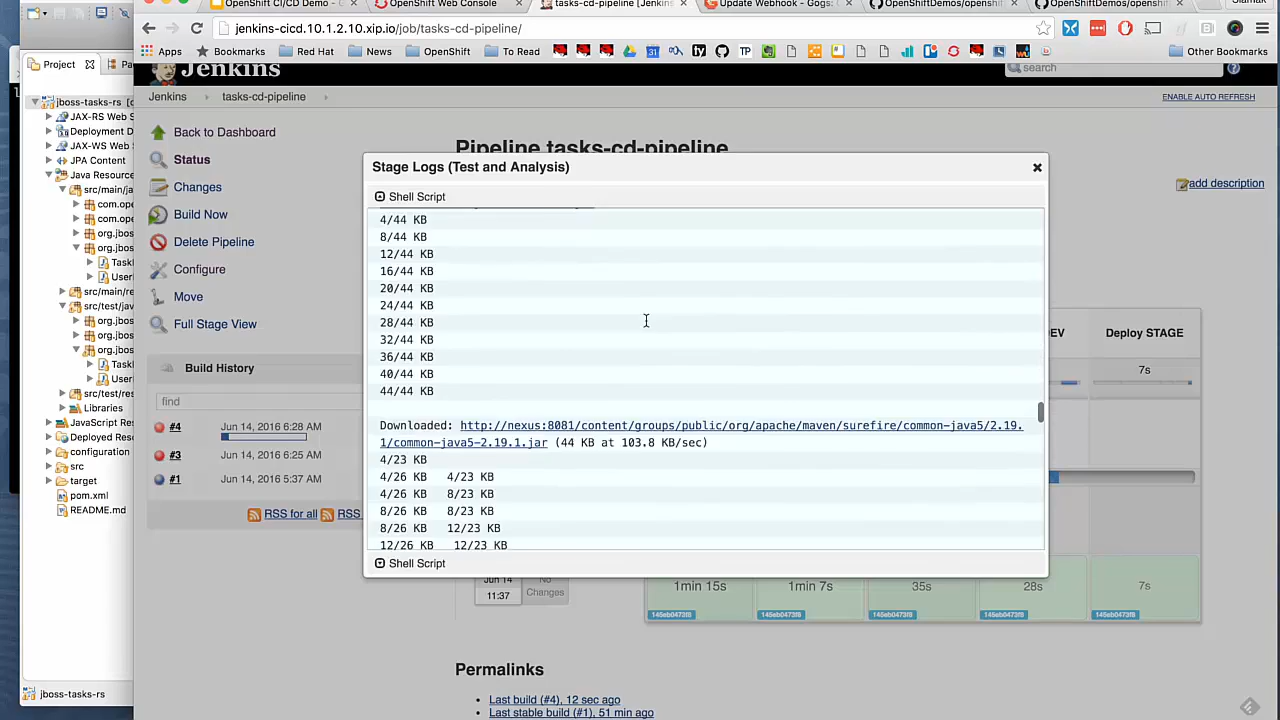 OpenShift CI/CD Demo - G
OpenShift Web Console
tasks-cd-pipeline [Jenkins
Update Webhook - Gogs: G
OpenShiftDemos/openshif
OpenShiftDemos/openshif
jenkins-cicd.10.1.2.10.xip.io/job/tasks-cd-pipeline/
Apps
Bookmarks
Red Hat
News
OpenShift
To Read
Other Bookmarks
Project
Pa
jboss-tasks-rs [c
JAX-RS Web S
Deployment D
JAX-WS Web
JPA Content
Java Resource
src/main/ja
com.ope
com.ope
org.jbos
org.jbos
Task
User
src/main/re
src/test/jav
org.jbos
org.jbos
org.jbos
Task
User
src/test/res
Libraries
JavaScript Res
Deployed Reso
configuration
src
target
pom.xml
README.md
jboss-tasks-rs
Jenkins
search
Jenkins
tasks-cd-pipeline
ENABLE AUTO REFRESH
Back to Dashboard
Status
Changes
Build Now
Delete Pipeline
Configure
Move
Full Stage View
Build History
find
#4 Jun 14, 2016 6:28 AM
#3 Jun 14, 2016 6:25 AM
#1 Jun 14, 2016 5:37 AM
RSS for all
RSS
Pipeline tasks-cd-pipeline
add description
Stage Logs (Test and Analysis)
Shell Script
4/44 KB
8/44 KB
12/44 KB
16/44 KB
20/44 KB
24/44 KB
28/44 KB
32/44 KB
36/44 KB
40/44 KB
44/44 KB
Downloaded: http://nexus:8081/content/groups/public/org/apache/maven/surefire/common-java5/2.19.
1/common-java5-2.19.1.jar (44 KB at 103.8 KB/sec)
4/23 KB
4/26 KB 4/23 KB
4/26 KB 8/23 KB
8/26 KB 8/23 KB
8/26 KB 12/23 KB
12/26 KB 12/23 KB
Shell Script
EV
Deploy STAGE
7s
Jun 14
11:37
No
Changes
1min 15s
1min 7s
35s
28s
7s
145eb0473f8
145eb0473f8
145eb0473f8
145eb0473f8
145eb0473f8
Permalinks
Last build (#4), 12 sec ago
Last stable build (#1), 51 min ago